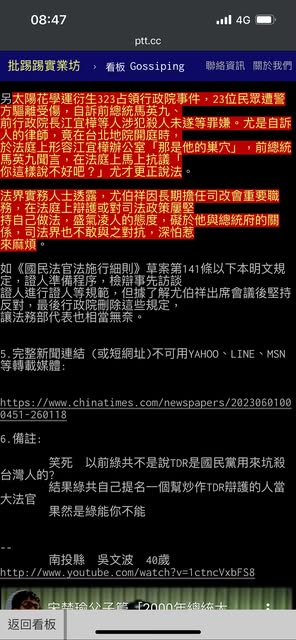 08:47
4G
ptt.cc
批踢踢實業坊 › 看板 Gossiping 聯絡資訊 關於我們
另太陽花學運衍生323占領行政院事件，23位民眾遭警
方驅離受傷，自訴前總統馬英九、
前行政院長江宜樺等人涉犯殺人未遂等罪嫌。尤是自訴
人的律師，竟在台北地院開庭時，
於法庭上形容江宜樺辦公室「那是他的巢穴」，前總統
馬英九聞言，在法庭上馬上抗議「
你這樣說不好吧？」尤才更正說法。
法界實務人士透露，尤伯祥因長期擔任司改會重要職
務，在法庭上辯護或對司法政策屢堅
持自己做法，盛氣凌人的態度，礙於他與總統府的關
係，司法界也不敢與之對抗，深怕惹
來麻煩。
如《國民法官法施行細則》草案第141條以下本明文規
定，證人準備程序，檢辯事先訪談
證人進行證人等規範，但據了解尤伯祥出席會議後堅持
反對，最後行政院刪除這些規定，
讓法務部代表也相當無奈。
5.完整新聞連結 (或短網址)不可用YAHOO、LINE、MSN
等轉載媒體:
https://www.chinatimes.com/newspapers/2023060100
0451-260118
6.備註:
笑死 以前綠共不是說TDR是國民黨用來坑殺
台灣人的?
結果綠共自己提名一個幫炒作TDR辯護的人當
大法官
果然是綠能你不能
--
南投縣 吳文波 40歲
http://www.youtube.com/watch?v=1ctncVxbFS8
宋楚瑜父子篇「2000年總統大
返回看板